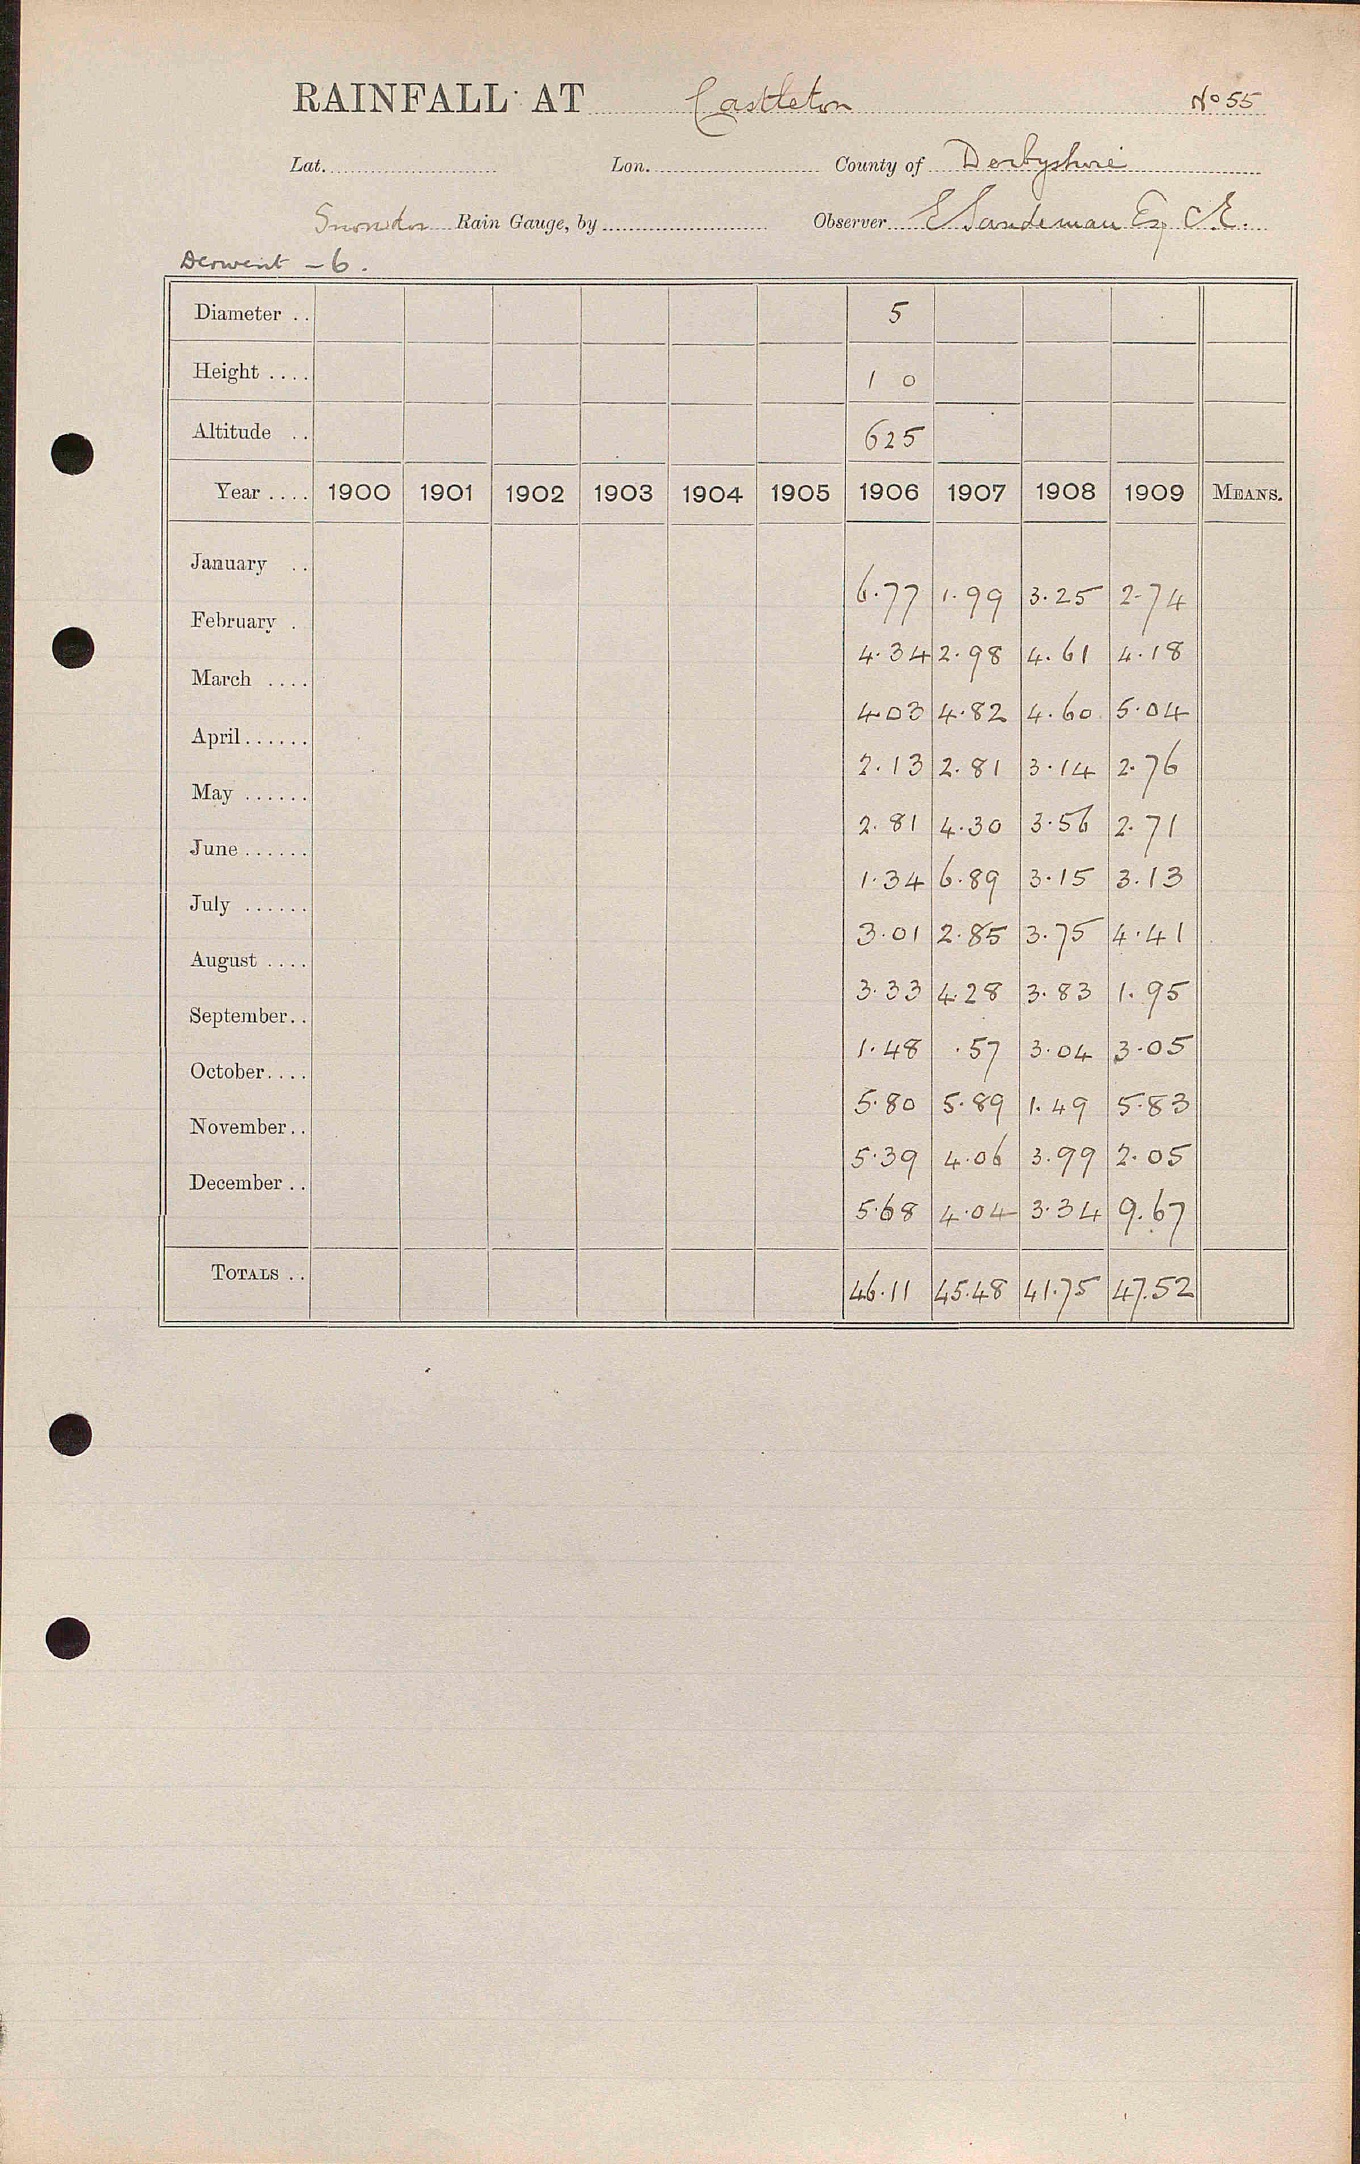 RAINFALL AT Castleton No 55
Lat. Lon. County of Derbyshire
Snowdon Rain Gauge, by Observer E Sandeman Esq C.E.
Derwent - 6.
Diameter .. 5
Height .... 1 0
Altitude .. 625
Year .... 1900 1901 1902 1903 1904 1905 1906 1907 1908 1909 MEANS.
January ..
6.77 1.99 3.25 2.74
February .
4.34 2.98 4.61 4.18
March ....
4.03 4.82 4.60 5.04
April......
2.13 2.81 3.14 2.76
May ......
2.81 4.30 3.56 2.71
June ......
1.34 6.89 3.15 3.13
July ......
3.01 2.85 3.75 4.41
August ....
3.33 4.28 3.83 1.95
September..
1.48 .57 3.04 3.05
October....
5.80 5.89 1.49 5.83
November..
5.39 4.06 3.99 2.05
December ..
5.68 4.04 3.34 9.67
TOTALS .. 46.11 45.48 41.75 47.52